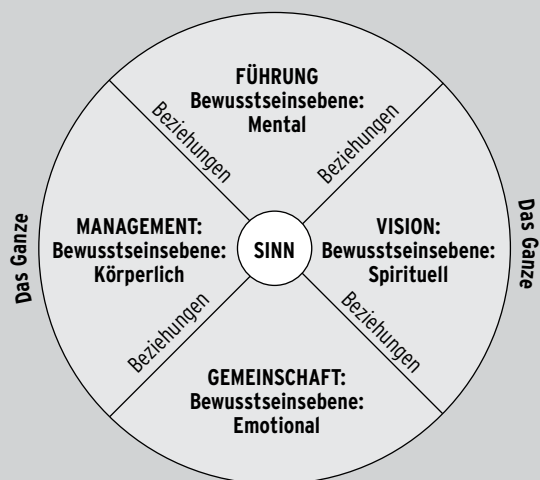 FÜHRUNG
Bewusstseinsebene:
Mental
Beziehungen
Beziehungen
Das Ganze
MANAGEMENT:
Bewusstseinsebene:
Körperlich
SINN
VISION:
Bewusstseinsebene:
Spirituell
Das Ganze
Beziehungen
Beziehungen
GEMEINSCHAFT:
Bewusstseinsebene:
Emotional